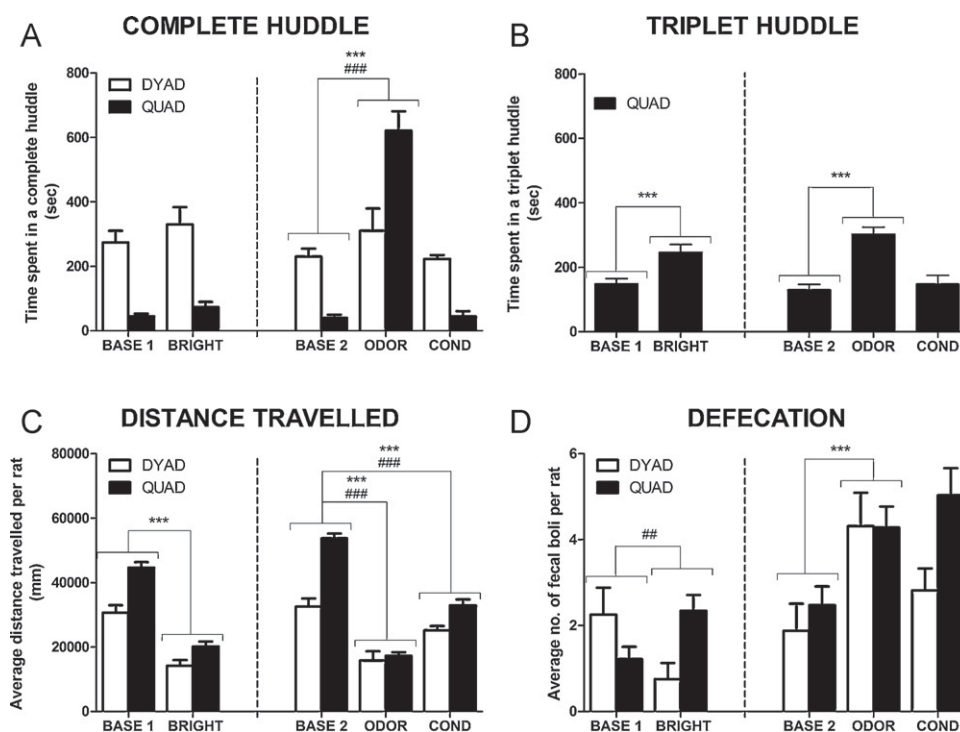 A
COMPLETE HUDDLE
Time spent in a complete huddle
(sec)
800
600
400
200
0
DYAD
QUAD
***
###
BASE 1 BRIGHT BASE 2 ODOR COND
B
TRIPLET HUDDLE
Time spent in a triplet huddle
(sec)
800
600
400
200
0
QUAD
***
***
BASE 1 BRIGHT BASE 2 ODOR COND
C
DISTANCE TRAVELLED
Average distance travelled per rat
(mm)
80000
60000
40000
20000
0
DYAD
QUAD
***
***
###
***
###
BASE 1 BRIGHT BASE 2 ODOR COND
D
DEFECATION
Average no. of fecal boli per rat
6
4
2
0
DYAD
QUAD
##
***
BASE 1 BRIGHT BASE 2 ODOR COND